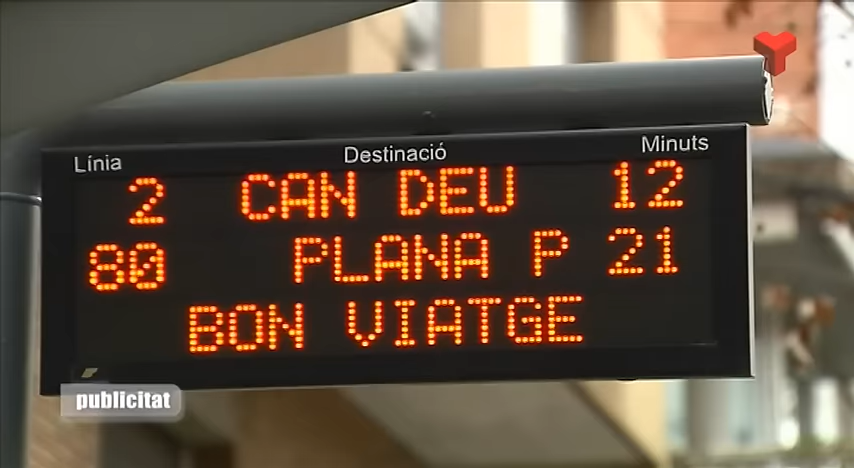 Línia Destinació Minuts
2 CAN DEU 12
80 PLANA P 21
BON VIATGE
publicitat